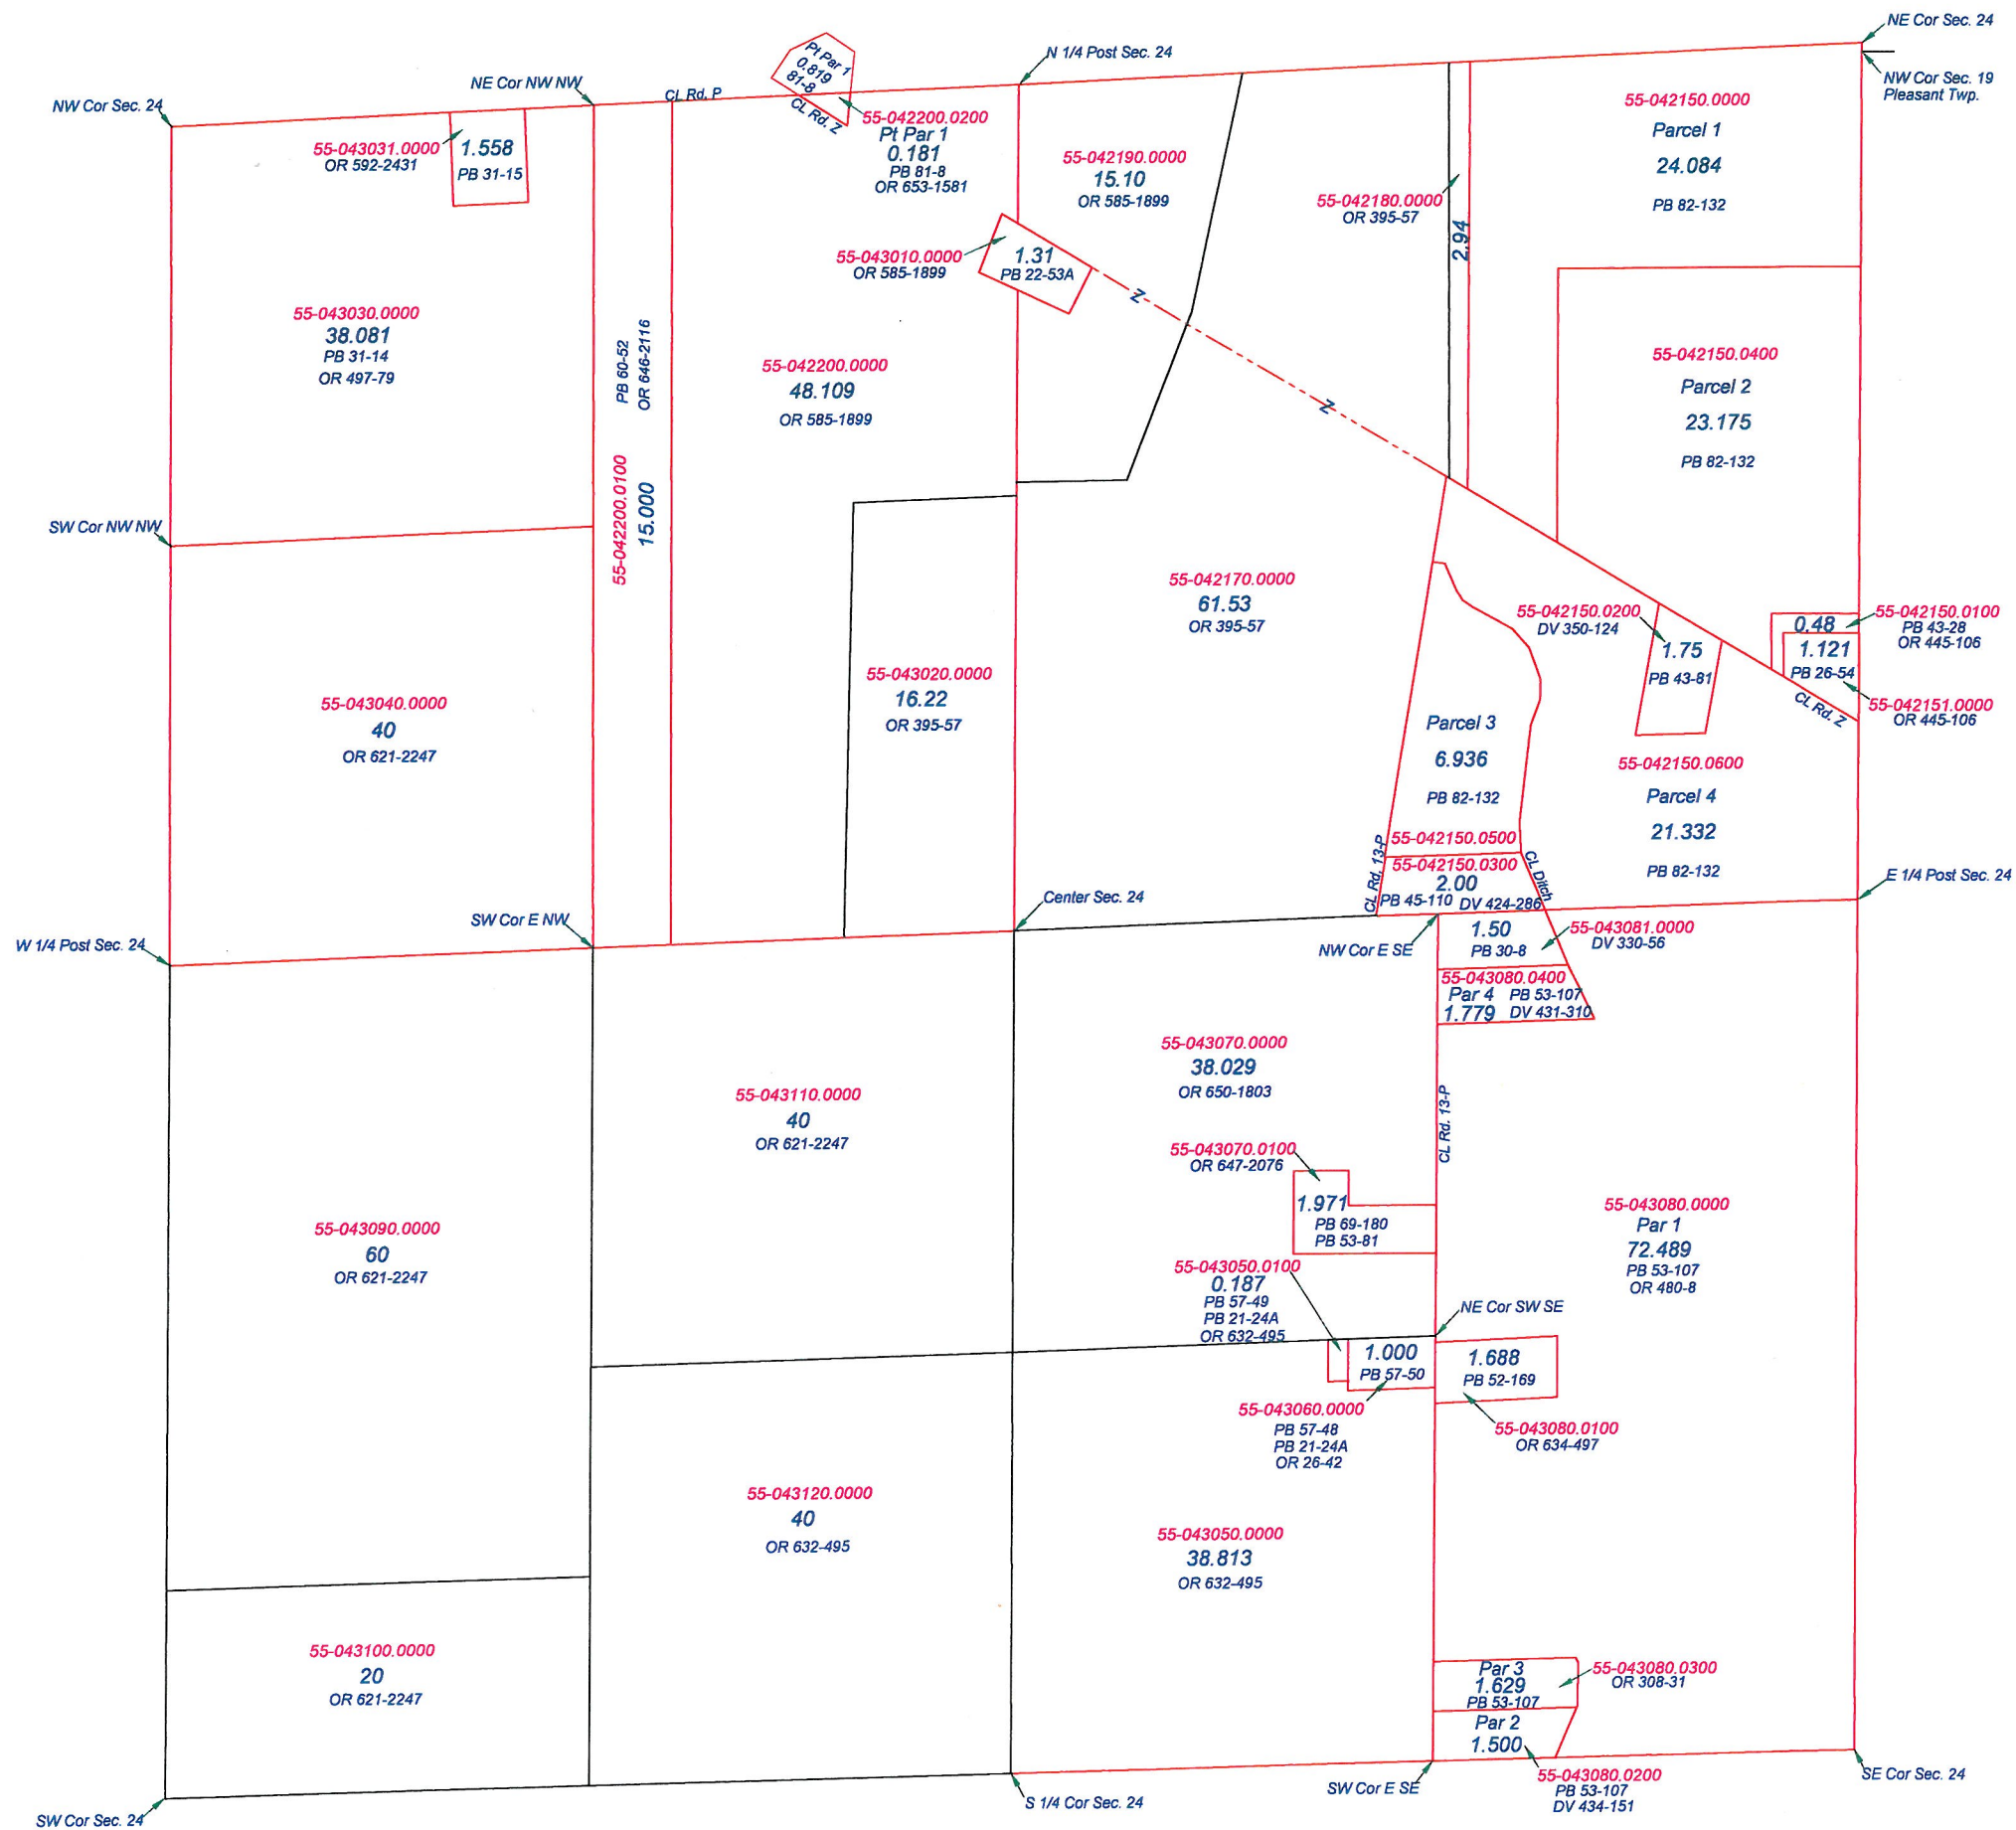 NE Cor Sec. 24
NW Cor Sec. 19
Pleasant Twp.
N 1/4 Post Sec. 24
NE Cor NW NW
NW Cor Sec. 24
CL Rd. P
Pt Par 1
0.819
81-8
CL Rd. Z
55-042200.0200
Pt Par 1
0.181
PB 81-8
OR 653-1581
55-043031.0000
OR 592-2431
1.558
PB 31-15
55-042190.0000
15.10
OR 585-1899
55-042180.0000
OR 395-57
2.94
55-042150.0000
Parcel 1
24.084
PB 82-132
55-043010.0000
OR 585-1899
1.31
PB 22-53A
Z
Z
55-043030.0000
38.081
PB 31-14
OR 497-79
PB 60-52
OR 646-2116
55-042200.0100
15.000
55-042200.0000
48.109
OR 585-1899
55-042150.0400
Parcel 2
23.175
PB 82-132
SW Cor NW NW
55-042170.0000
61.53
OR 395-57
55-042150.0200
DV 350-124
1.75
PB 43-81
0.48
55-042150.0100
PB 43-28
OR 445-106
1.121
PB 26-54
55-042151.0000
OR 445-106
CL Rd. Z
55-043040.0000
40
OR 621-2247
55-043020.0000
16.22
OR 395-57
Parcel 3
6.936
PB 82-132
55-042150.0500
55-042150.0600
Parcel 4
21.332
PB 82-132
CL Rd. 13-P
55-042150.0300
2.00
PB 45-110 DV 424-286
CL Ditch
E 1/4 Post Sec. 24
Center Sec. 24
SW Cor E NW
W 1/4 Post Sec. 24
NW Cor E SE
1.50
PB 30-8
55-043081.0000
DV 330-56
55-043080.0400
Par 4 PB 53-107
1.779 DV 431-310
55-043070.0000
38.029
OR 650-1803
CL Rd. 13-P
55-043110.0000
40
OR 621-2247
55-043070.0100
OR 647-2076
1.971
PB 69-180
PB 53-81
55-043090.0000
60
OR 621-2247
55-043080.0000
Par 1
72.489
PB 53-107
OR 480-8
55-043050.0100
0.187
PB 57-49
PB 21-24A
OR 632-495
NE Cor SW SE
1.000
PB 57-50
1.688
PB 52-169
55-043060.0000
PB 57-48
PB 21-24A
OR 26-42
55-043080.0100
OR 634-497
55-043120.0000
40
OR 632-495
55-043050.0000
38.813
OR 632-495
55-043100.0000
20
OR 621-2247
Par 3
1.629
PB 53-107
55-043080.0300
OR 308-31
Par 2
1.500
55-043080.0200
PB 53-107
DV 434-151
SW Cor E SE
SE Cor Sec. 24
S 1/4 Cor Sec. 24
SW Cor Sec. 24